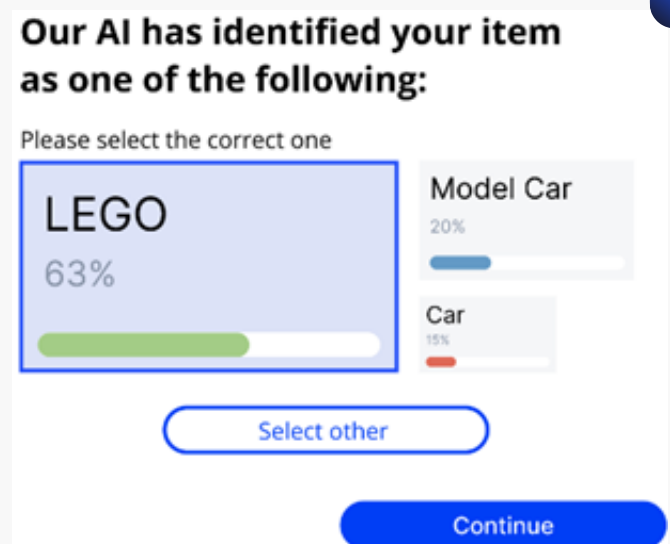 Our AI has identified your item
as one of the following:
Please select the correct one
LEGO
63%
Model Car
20%
Car
15%
Select other
Continue